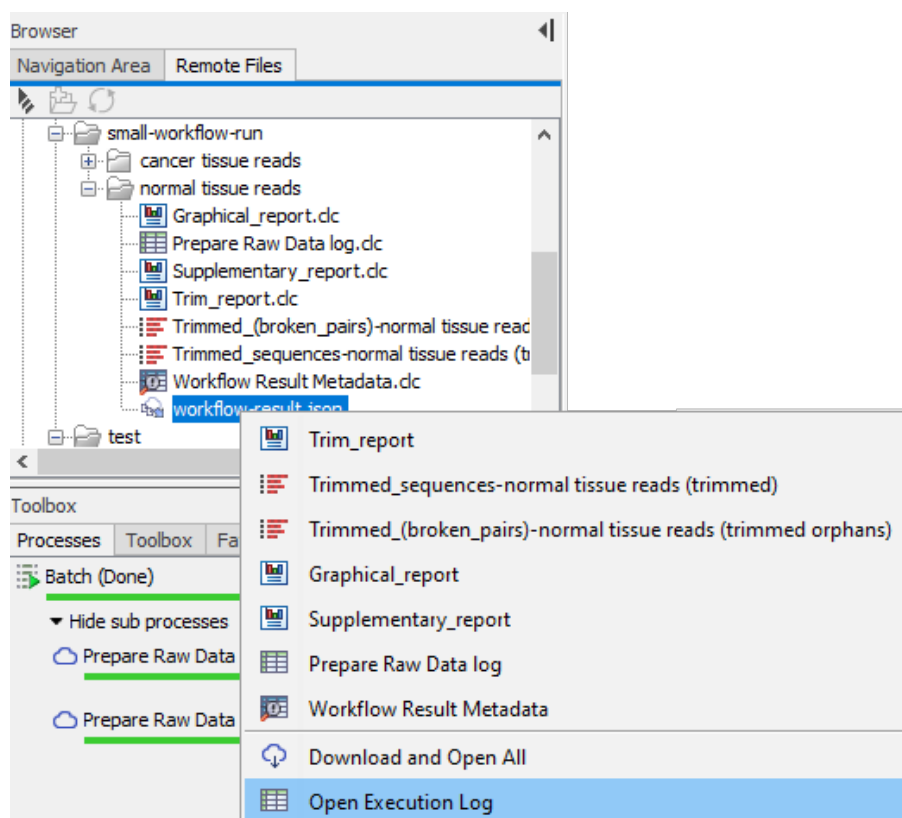 Browser
Navigation Area Remote Files
small-workflow-run
cancer tissue reads
normal tissue reads
Graphical_report.clc
Prepare Raw Data log.clc
Supplementary_report.clc
Trim_report.clc
Trimmed_(broken_pairs)-normal tissue read
Trimmed_sequences-normal tissue reads (tr
Workflow Result Metadata.clc
workflow-result.json
test
Trim_report
Trimmed_sequences-normal tissue reads (trimmed)
Trimmed_(broken_pairs)-normal tissue reads (trimmed orphans)
Graphical_report
Supplementary_report
Prepare Raw Data log
Workflow Result Metadata
Download and Open All
Open Execution Log
Toolbox
Processes Toolbox Fa
Batch (Done)
Hide sub processes
Prepare Raw Data
Prepare Raw Data